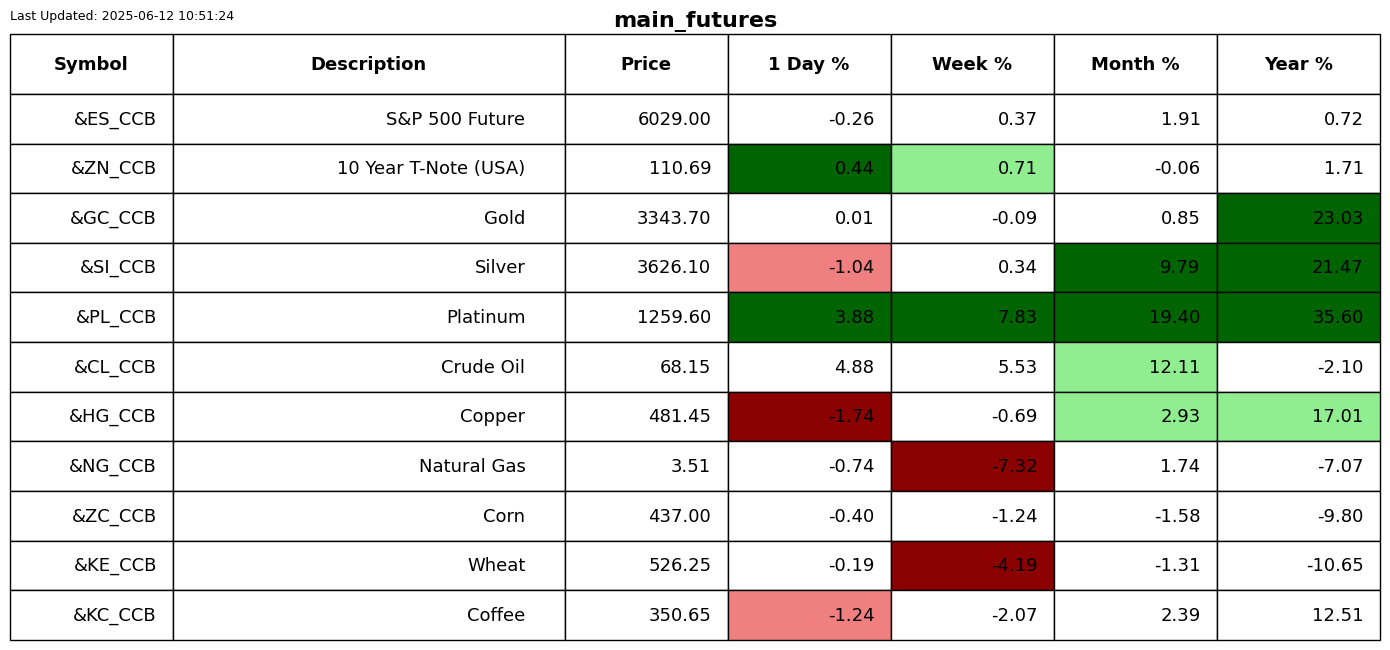 Last Updated: 2025-06-12 10:51:24
main_futures
Symbol Description Price 1 Day % Week % Month % Year %
&ES_CCB S&P 500 Future 6029.00 -0.26 0.37 1.91 0.72
&ZN_CCB 10 Year T-Note (USA) 110.69 0.44 0.71 -0.06 1.71
&GC_CCB Gold 3343.70 0.01 -0.09 0.85 23.03
&SI_CCB Silver 3626.10 -1.04 0.34 9.79 21.47
&PL_CCB Platinum 1259.60 3.88 7.83 19.40 35.60
&CL_CCB Crude Oil 68.15 4.88 5.53 12.11 -2.10
&HG_CCB Copper 481.45 -1.74 -0.69 2.93 17.01
&NG_CCB Natural Gas 3.51 -0.74 -7.32 1.74 -7.07
&ZC_CCB Corn 437.00 -0.40 -1.24 -1.58 -9.80
&KE_CCB Wheat 526.25 -0.19 -4.19 -1.31 -10.65
&KC_CCB Coffee 350.65 -1.24 -2.07 2.39 12.51